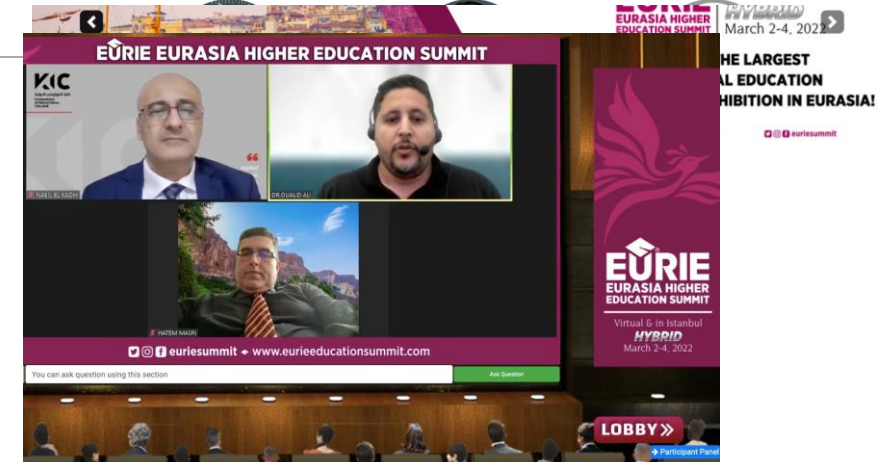 EURIE
EURASIA HIGHER
EDUCATION SUMMIT
HYBRID
March 2-4, 2022
HE LARGEST
AL EDUCATION
HIBITION IN EURASIA!
euriesummit
EURIE EURASIA HIGHER EDUCATION SUMMIT
KIC
NABIL EL KADHI
DR.OUALID ALI
HATEM MASRI
euriesummit www.eurieeducationsummit.com
You can ask question using this section
Ask Question
EURIE
EURASIA HIGHER
EDUCATION SUMMIT
Virtual & in Istanbul
HYBRID
March 2-4, 2022
LOBBY
Participant Panel